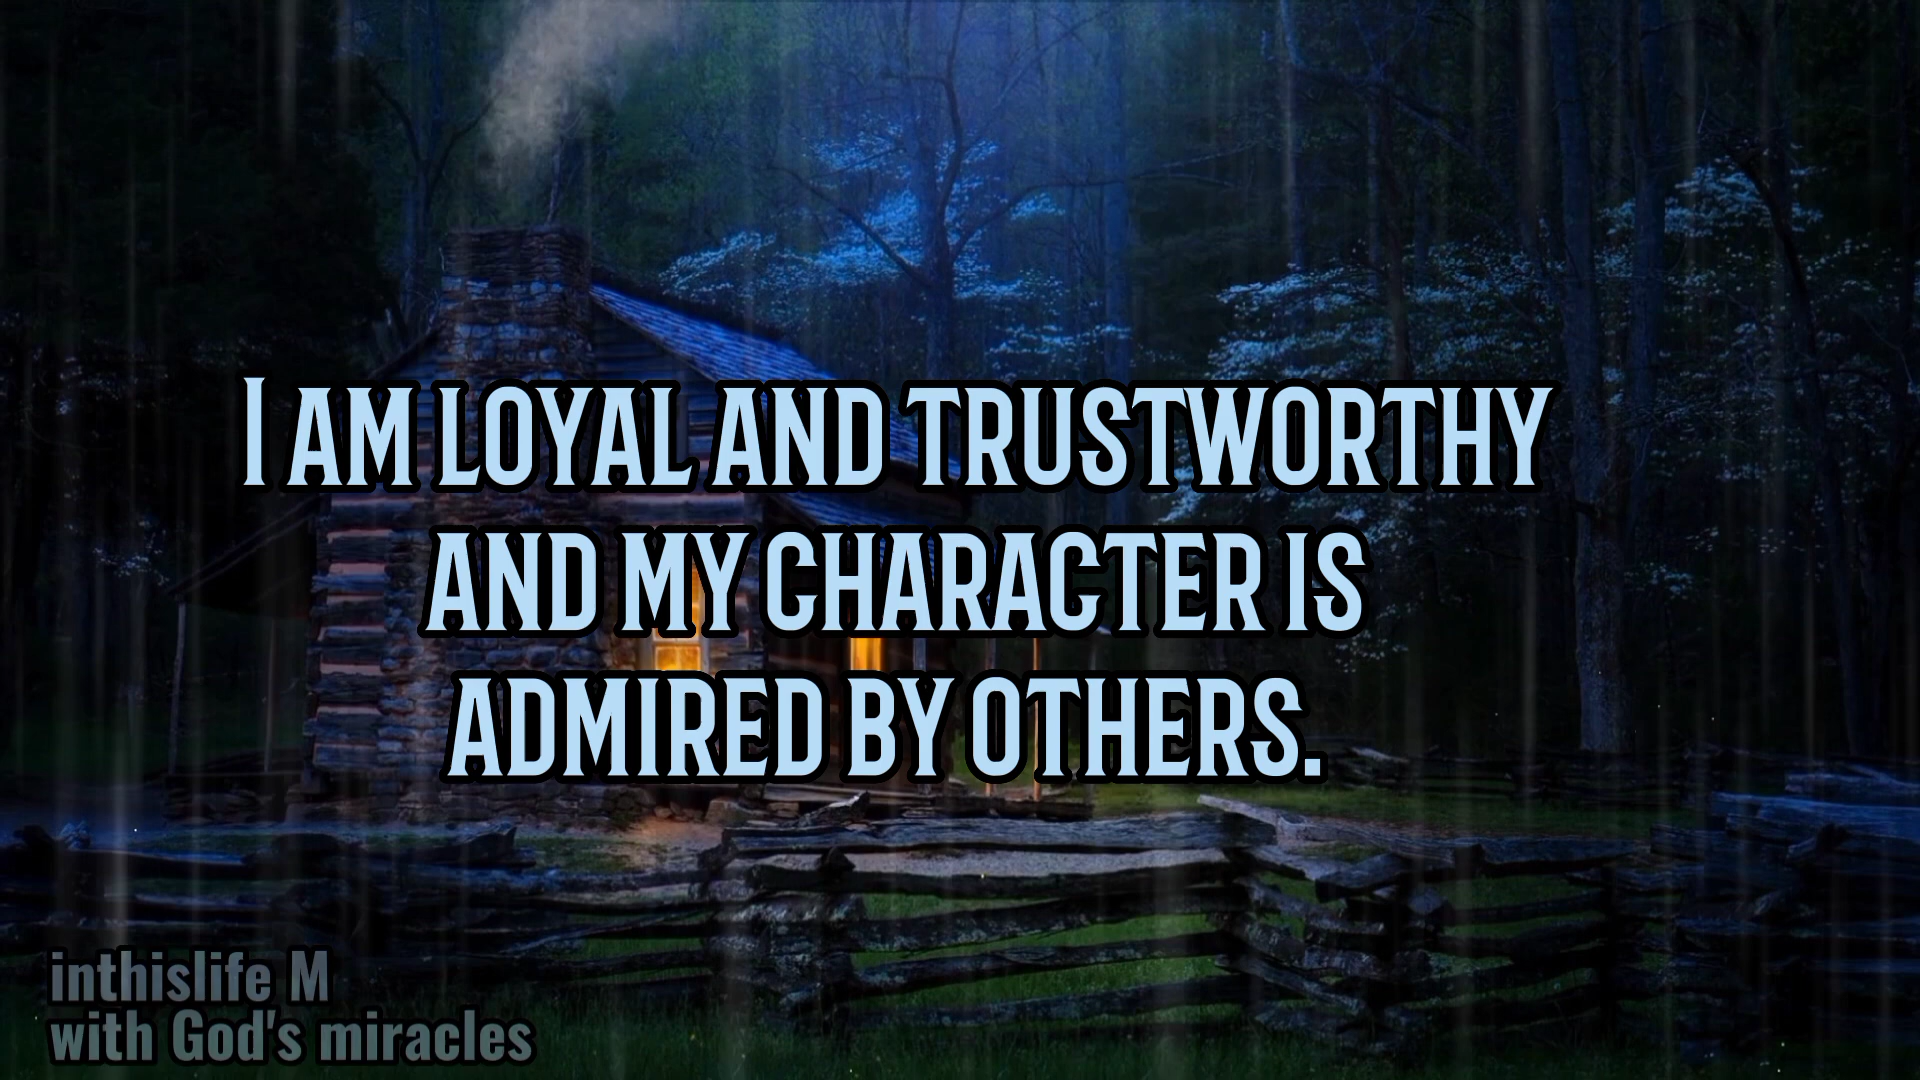 I AM LOYAL AND TRUSTWORTHY
AND MY CHARACTER IS
ADMIRED BY OTHERS.
inthislife M
with God's miracles